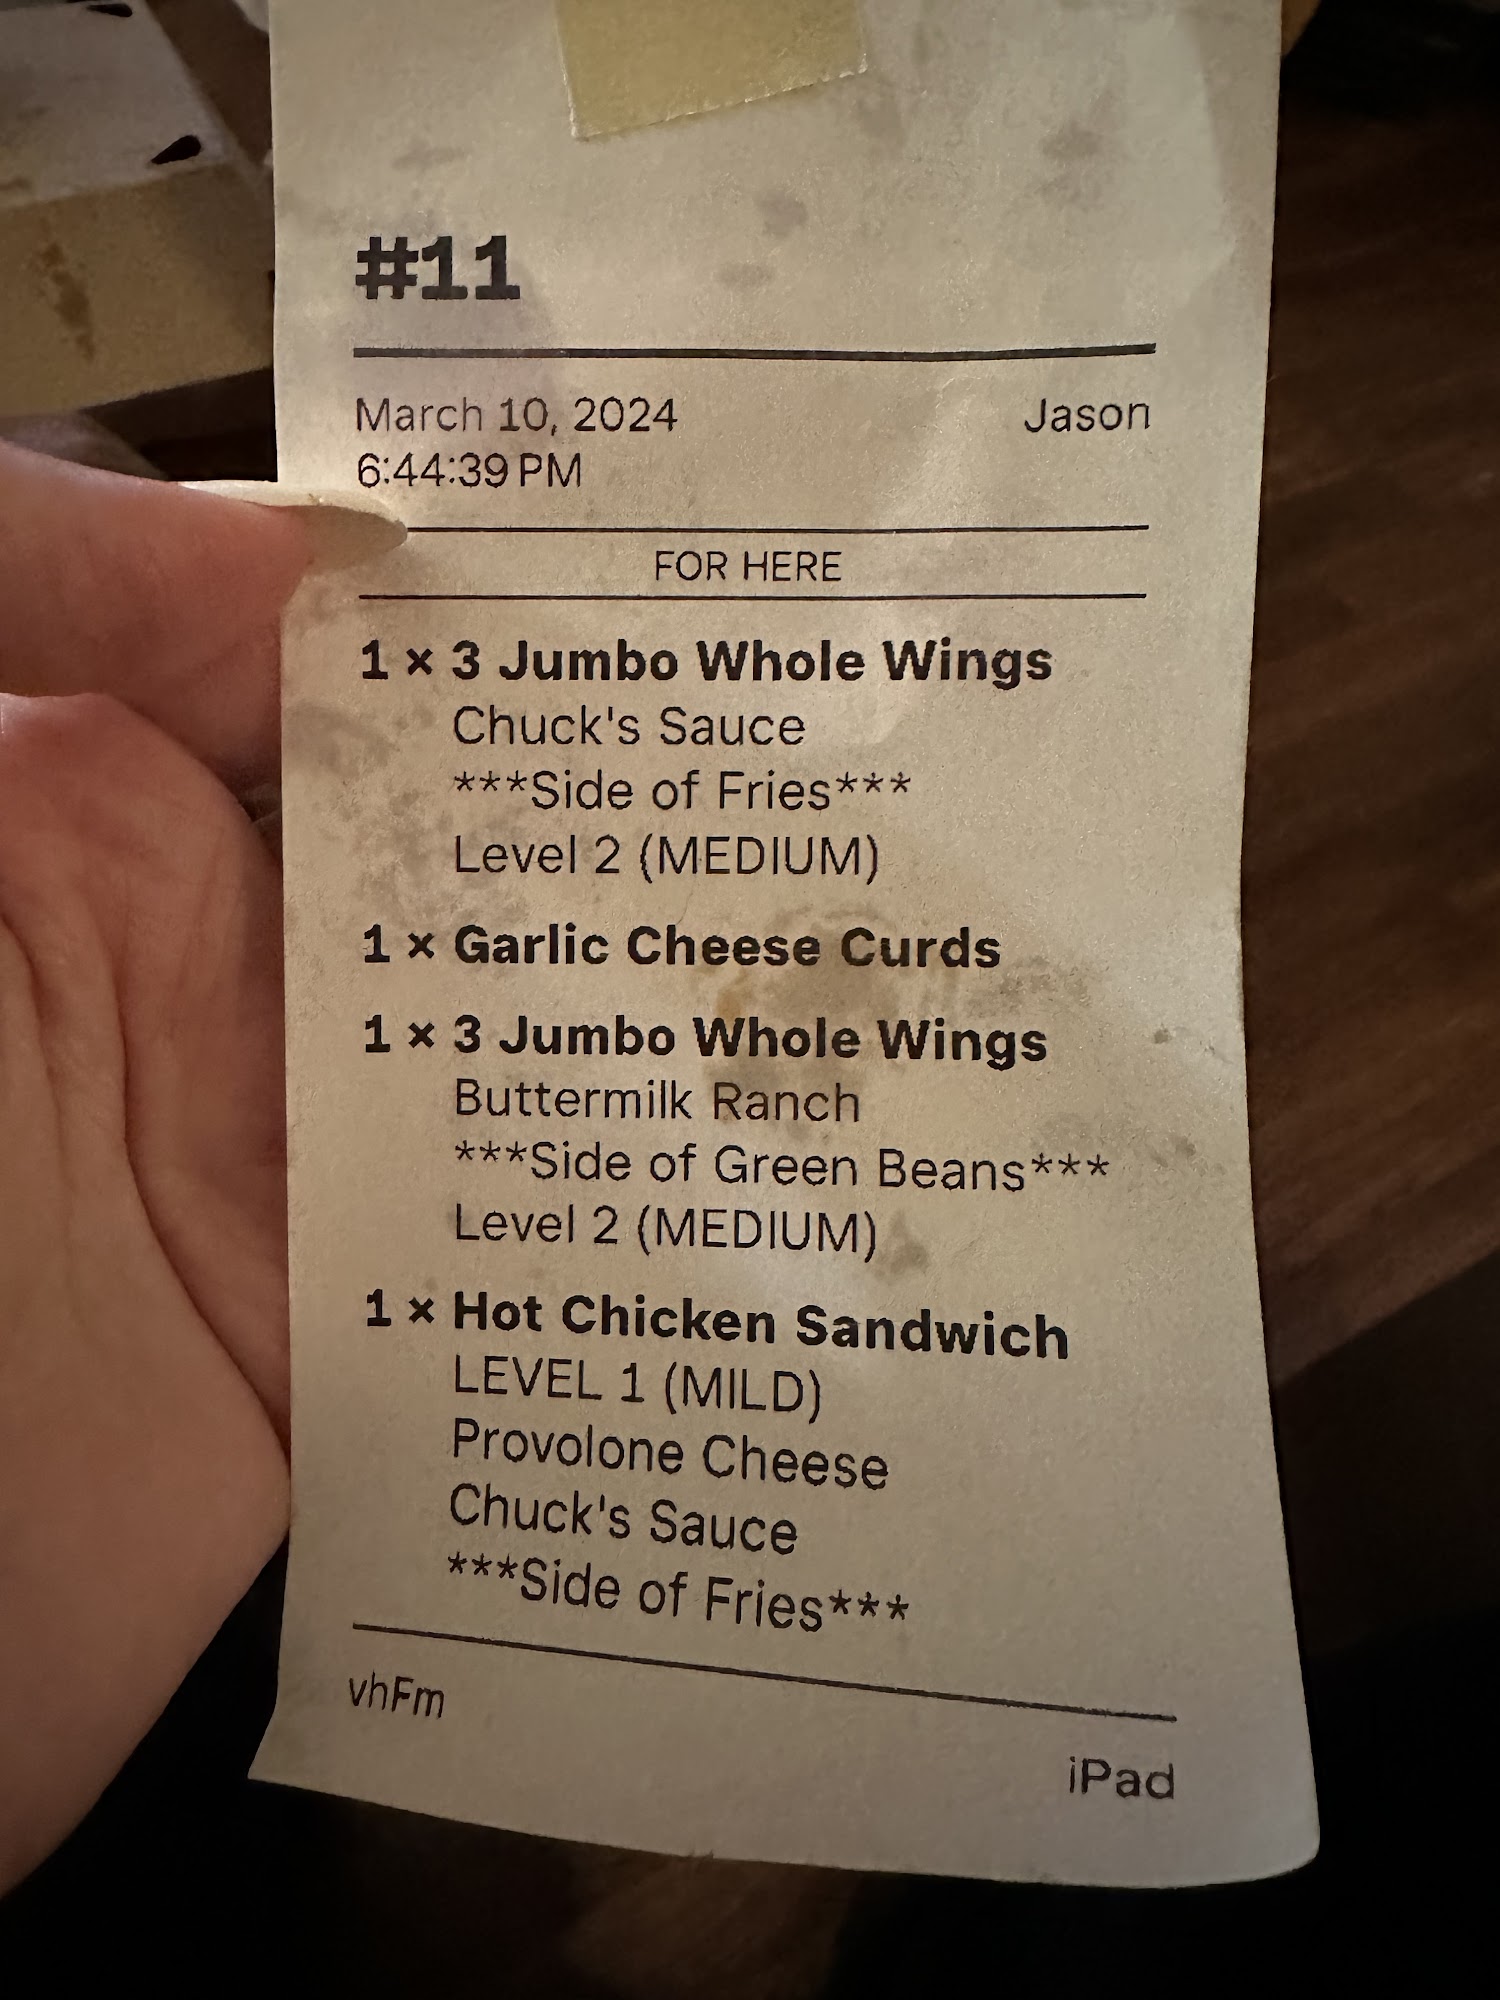 #11
March 10, 2024 Jason
6:44:39 PM
FOR HERE
1 × 3 Jumbo Whole Wings
Chuck's Sauce
***Side of Fries***
Level 2 (MEDIUM)
1 × Garlic Cheese Curds
1 × 3 Jumbo Whole Wings
Buttermilk Ranch
***Side of Green Beans***
Level 2 (MEDIUM)
1 × Hot Chicken Sandwich
LEVEL 1 (MILD)
Provolone Cheese
Chuck's Sauce
***Side of Fries***
vhFm
iPad